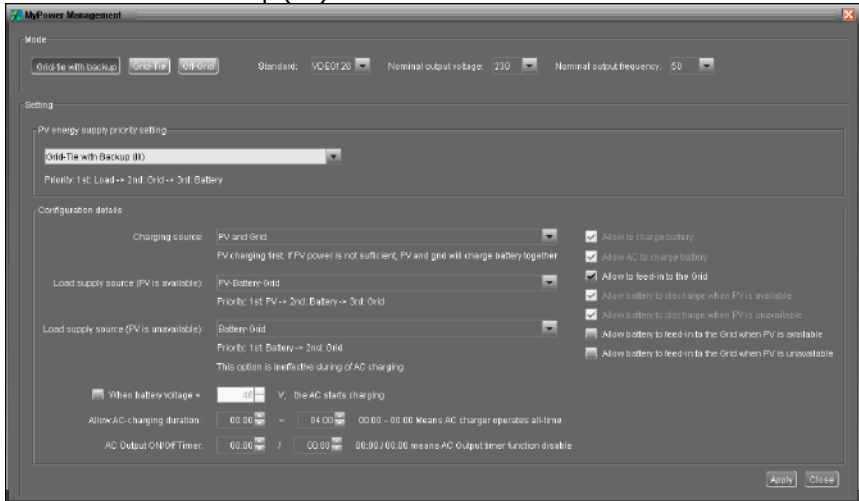 MyPower Management
Mode
Grid-tie with backup Grid-Tie Off-Grid Standard: VDE0126 Nominal output voltage: 230 Nominal output frequency: 50
Setting
PV energy supply priority setting
Grid-Tie with Backup (III)
Priority: 1st: Load -> 2nd: Grid -> 3rd: Battery
Configuration details
Charging source: PV and Grid
PV charging first. If PV power is not sufficient, PV and grid will charge battery together
Load supply source (PV is available): PV-Battery-Grid
Priority: 1st: PV -> 2nd: Battery -> 3rd: Grid
Load supply source (PV is unavailable): Battery-Grid
Priority: 1st: Battery -> 2nd: Grid
This option is ineffective during of AC charging
Allow to charge battery
Allow AC to charge battery
Allow to feed-in to the Grid
Allow battery to discharge when PV is available
Allow battery to discharge when PV is unavailable
Allow battery to feed-in to the Grid when PV is available
Allow battery to feed-in to the Grid when PV is unavailable
When battery voltage < 48 V, the AC starts charging
Allow AC-charging duration: 00:00 ~ 04:00 00:00 - 00:00 Means AC charger operates all-time
AC Output ON/Off Timer: 00:00 / 00:00 00:00 / 00:00 means AC Output timer function disable
Apply Close